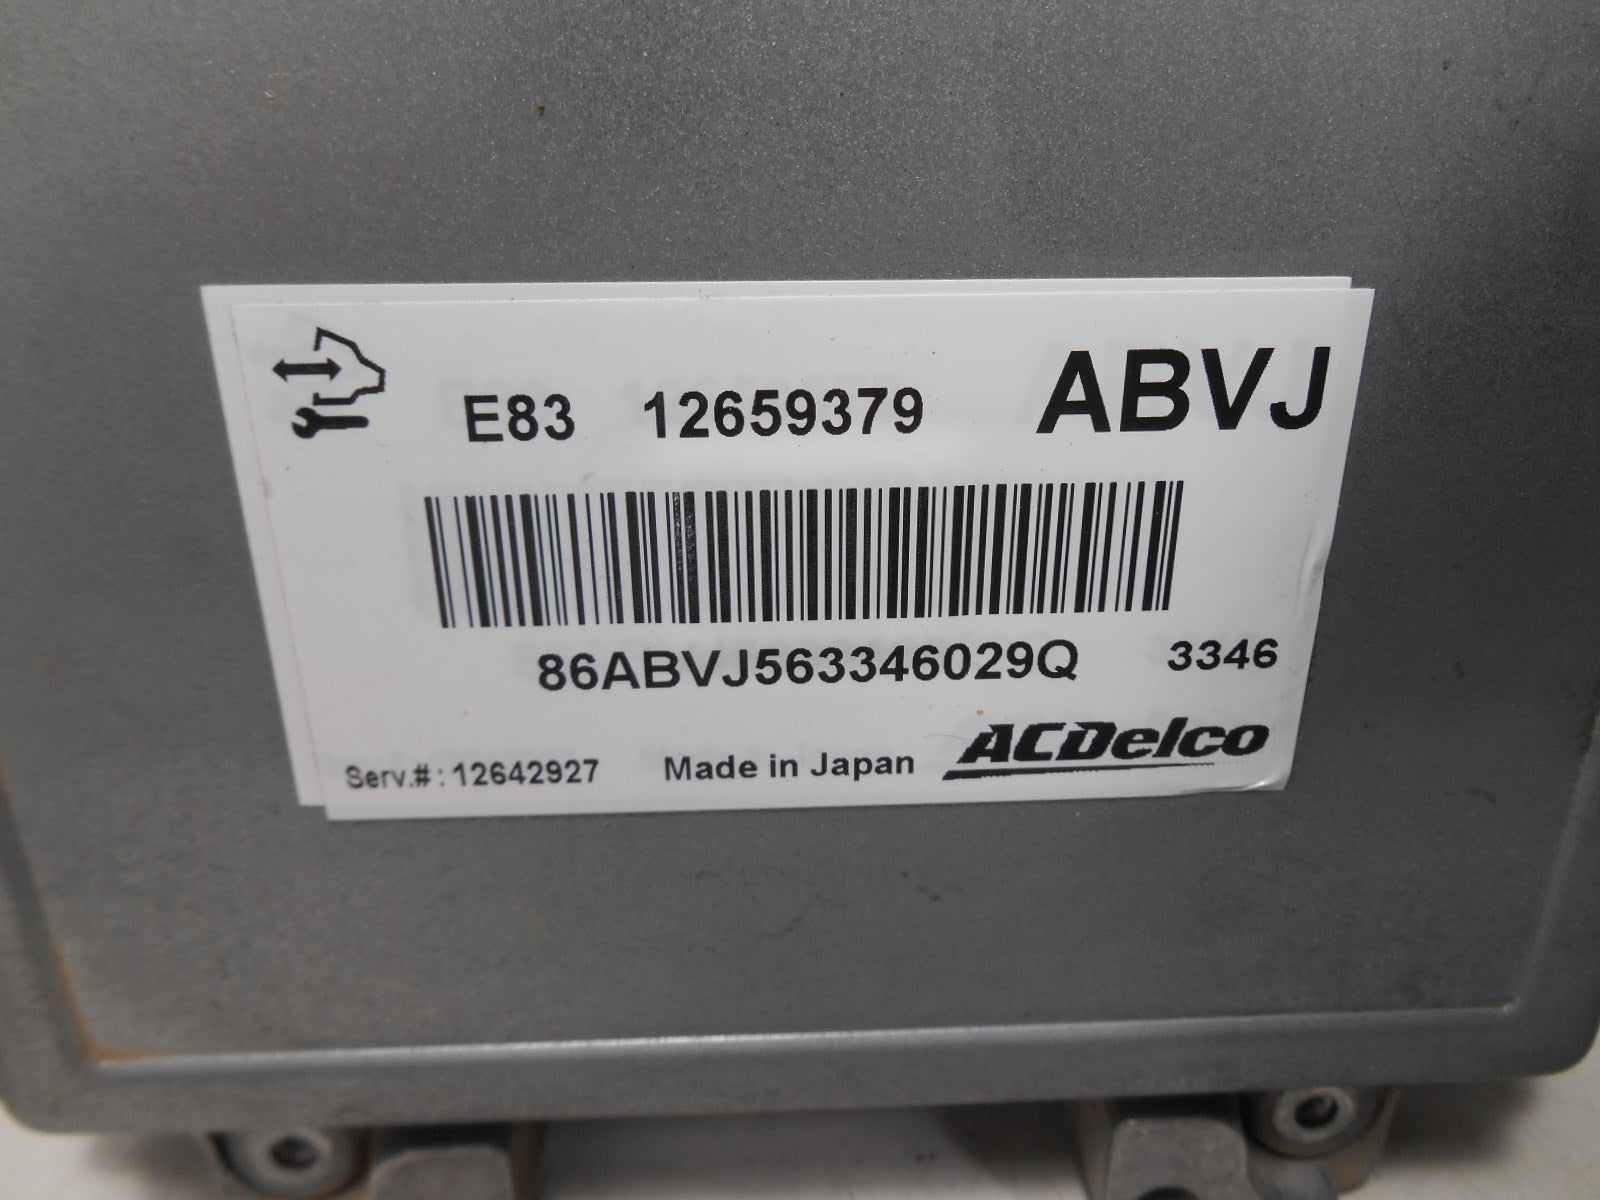 E83 12659379 ABVJ
86ABVJ563346029Q 3346
Serv.#: 12642927 Made in Japan ACDelco